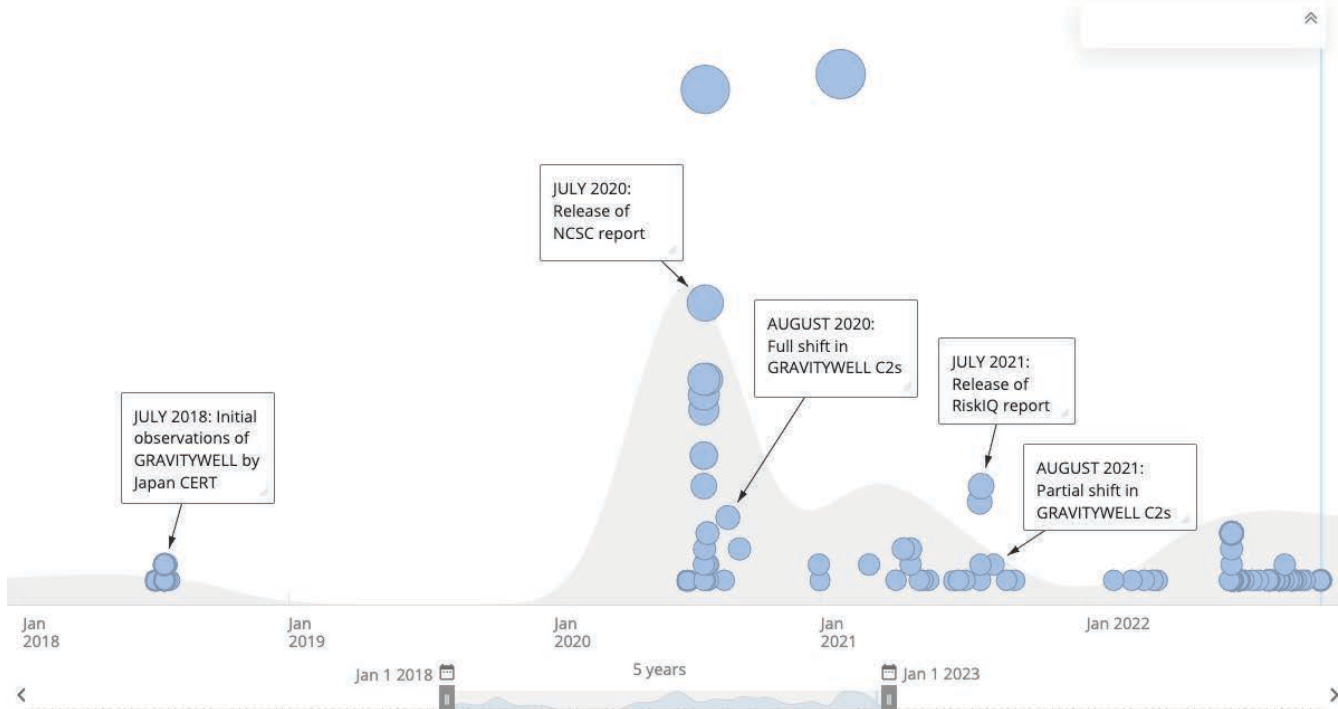 JULY 2020:
Release of
NCSC report
AUGUST 2020:
Full shift in
GRAVITYWELL C2s
JULY 2021:
Release of
RiskIQ report
JULY 2018: Initial
observations of
GRAVITYWELL by
Japan CERT
AUGUST 2021:
Partial shift in
GRAVITYWELL C2s
Jan
2018
Jan
2019
Jan
2020
Jan
2021
Jan 2022
Jan 1 2018
5 years
Jan 1 2023